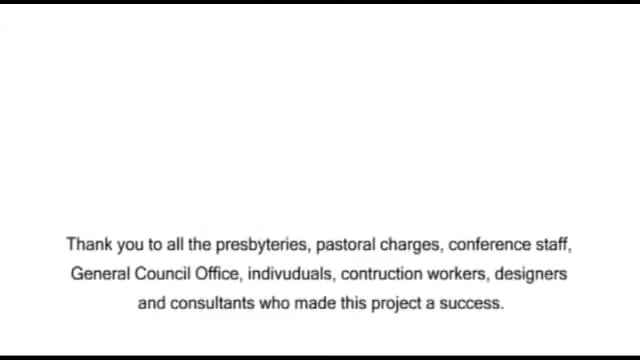 Thank you to all the presbyteries, pastoral charges, conference staff,
General Council Office, indivuduals, contruction workers, designers
and consultants who made this project a success.